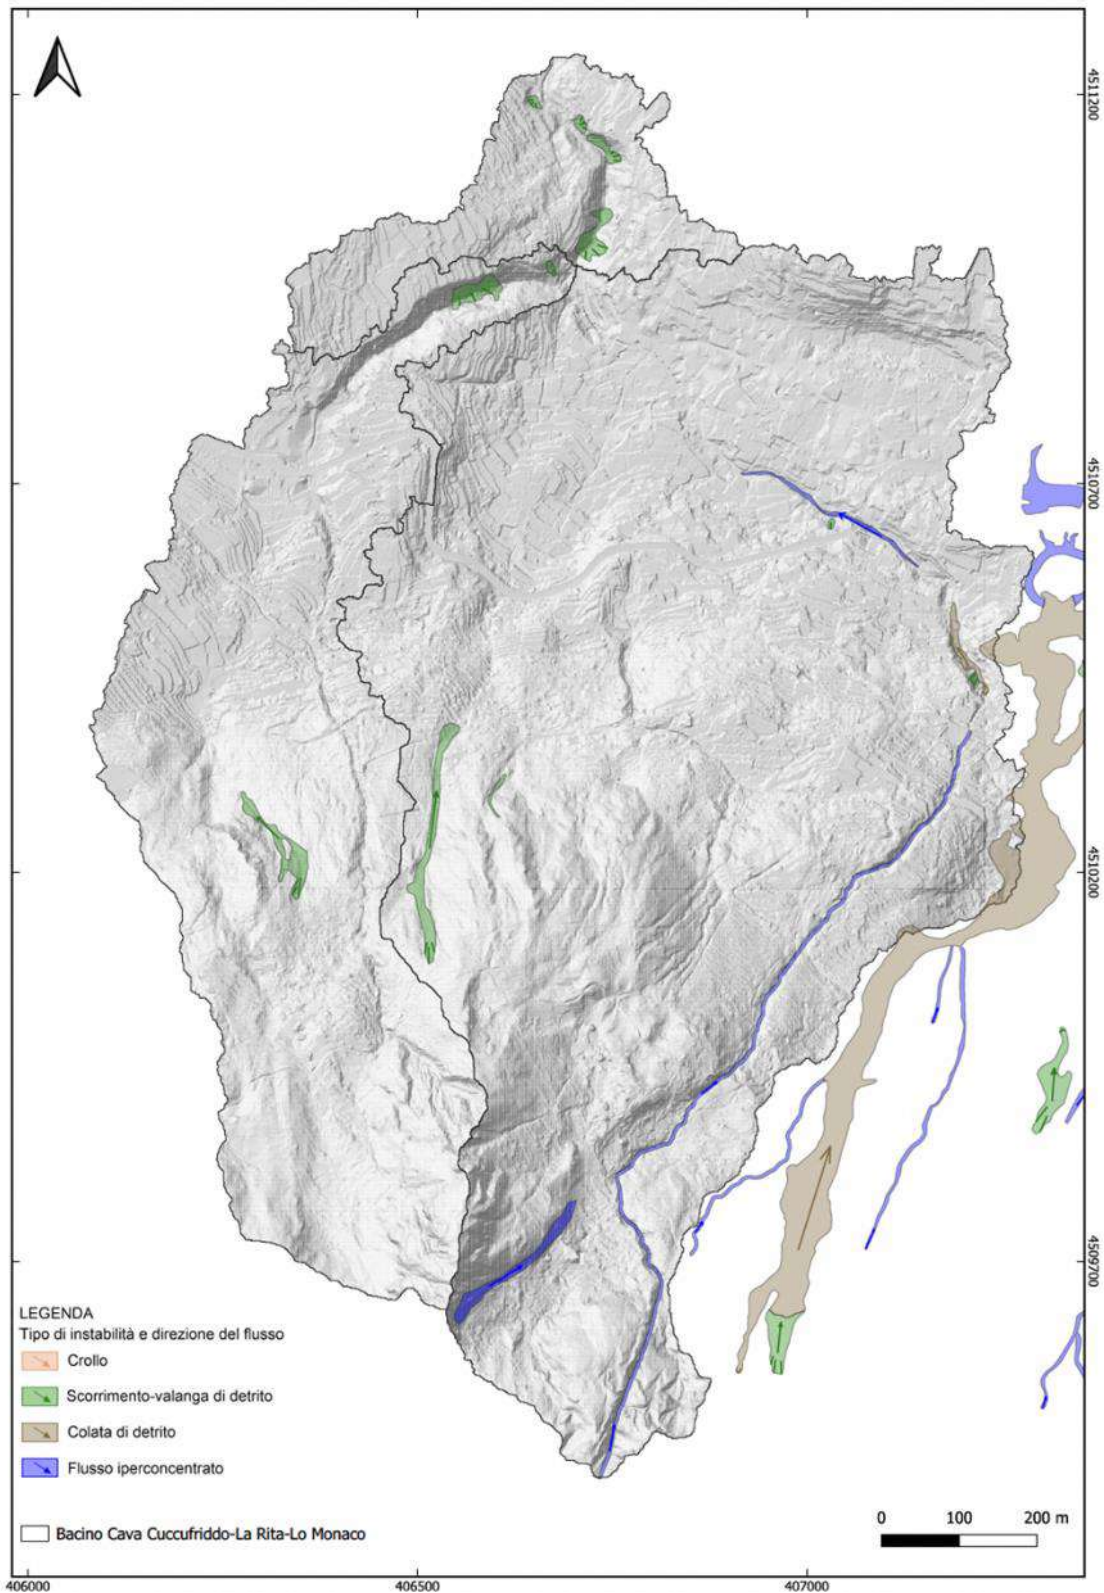 4511200
4510700
4510200
4509700
LEGENDA
Tipo di instabilità e direzione del flusso
Crollo
Scorrimento-valanga di detrito
Colata di detrito
Flusso iperconcentrato
Bacino Cava Cuccufriddo-La Rita-Lo Monaco
0 100 200 m
406000 406500 407000